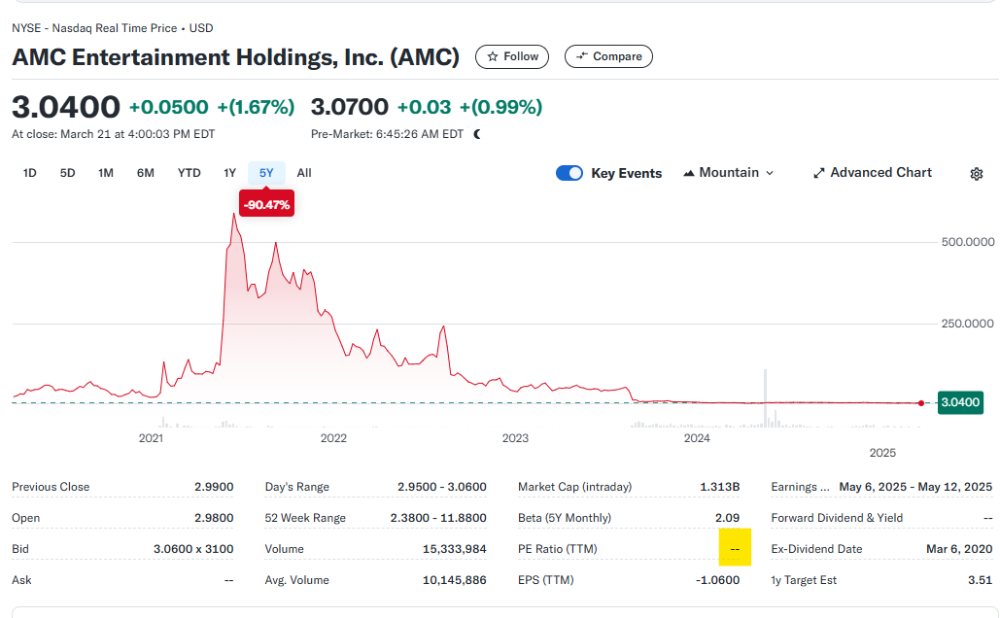 NYSE - Nasdaq Real Time Price • USD
AMC Entertainment Holdings, Inc. (AMC) Follow Compare
3.0400 +0.0500 +(1.67%) 3.0700 +0.03 +(0.99%)
At close: March 21 at 4:00:03 PM EDT Pre-Market: 6:45:26 AM EDT
1D 5D 1M 6M YTD 1Y 5Y All Key Events Mountain Advanced Chart
-90.47%
500.0000
250.0000
3.0400
2021 2022 2023 2024 2025
Previous Close 2.9900 Day's Range 2.9500 - 3.0600 Market Cap (intraday) 1.313B Earnings ... May 6, 2025 - May 12, 2025
Open 2.9800 52 Week Range 2.3800 - 11.8800 Beta (5Y Monthly) 2.09 Forward Dividend & Yield --
Bid 3.0600 x 3100 Volume 15,333,984 PE Ratio (TTM) -- Ex-Dividend Date Mar 6, 2020
Ask -- Avg. Volume 10,145,886 EPS (TTM) -1.0600 1y Target Est 3.51